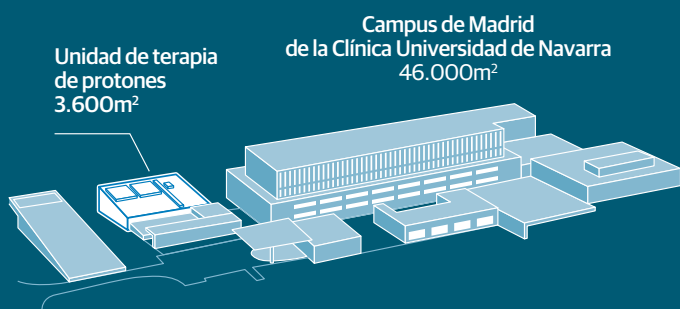 Unidad de terapia
de protones
3.600m²
Campus de Madrid
de la Clínica Universidad de Navarra
46.000m²